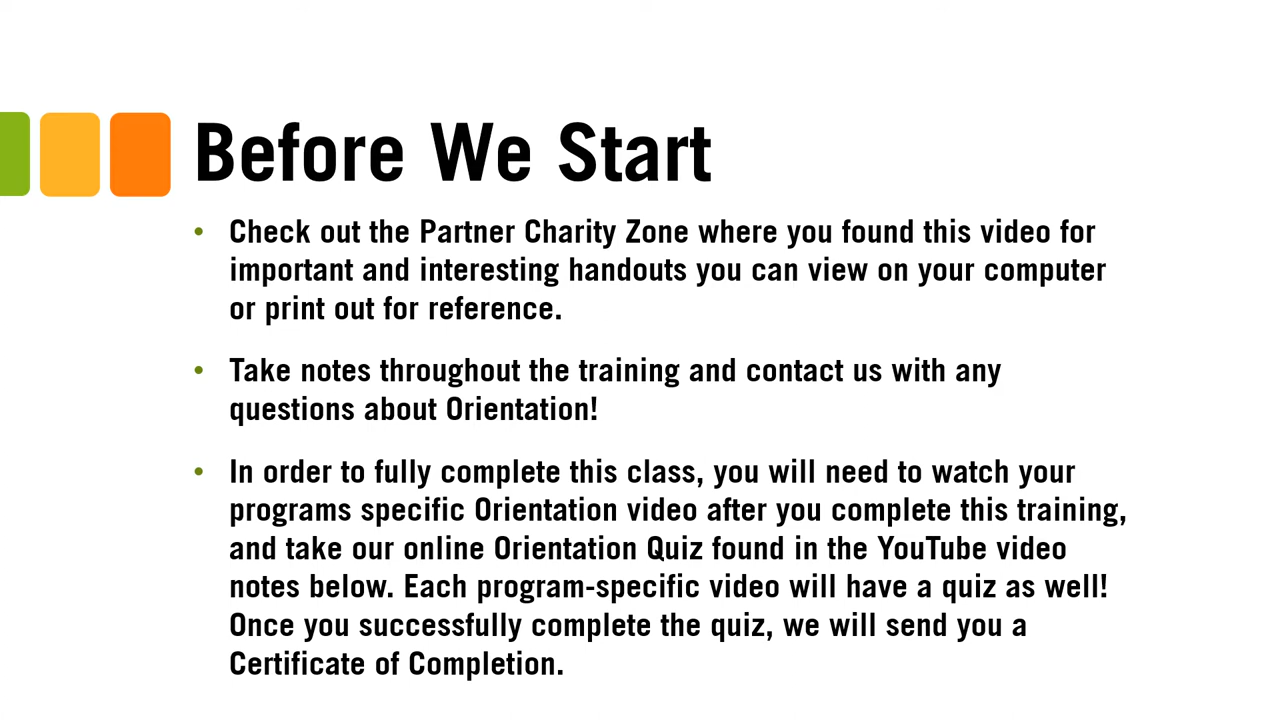 Before We Start
• Check out the Partner Charity Zone where you found this video for
important and interesting handouts you can view on your computer
or print out for reference.
• Take notes throughout the training and contact us with any
questions about Orientation!
• In order to fully complete this class, you will need to watch your
programs specific Orientation video after you complete this training,
and take our online Orientation Quiz found in the YouTube video
notes below. Each program-specific video will have a quiz as well!
Once you successfully complete the quiz, we will send you a
Certificate of Completion.